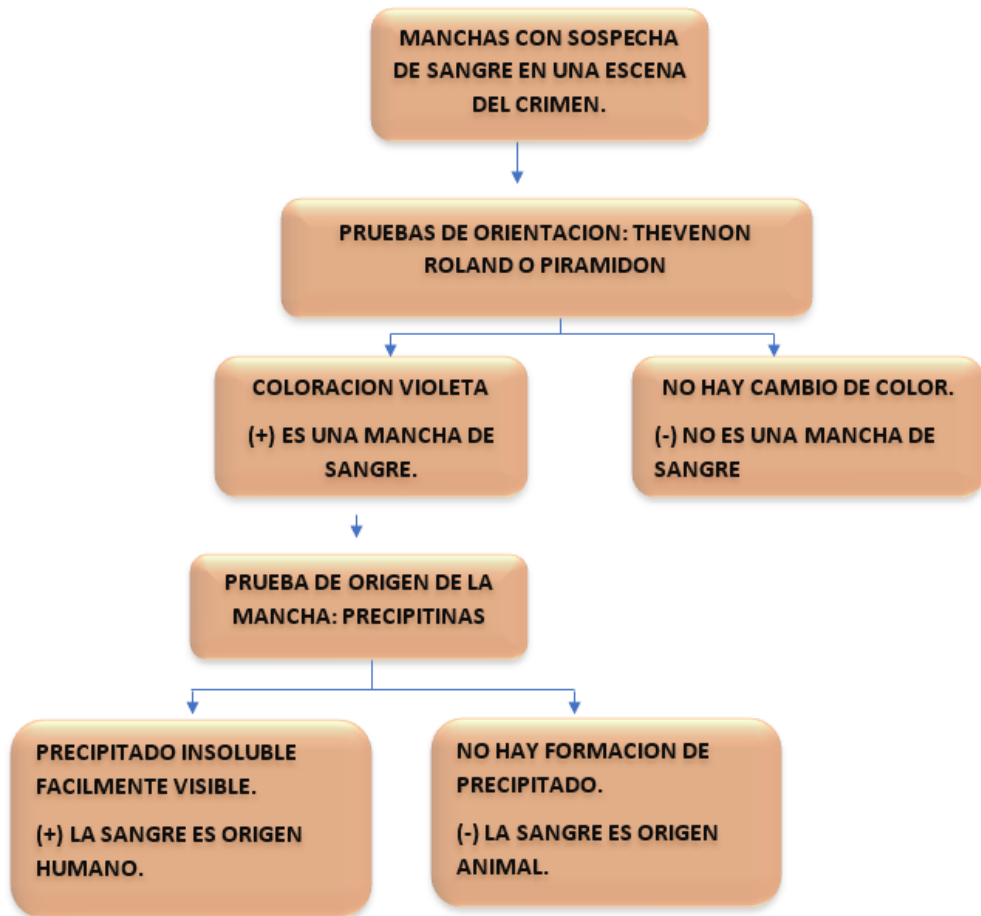 MANCHAS CON SOSPECHA
DE SANGRE EN UNA ESCENA
DEL CRIMEN.
PRUEBAS DE ORIENTACION: THEVENON
ROLAND O PIRAMIDON
COLORACION VIOLETA
(+) ES UNA MANCHA DE
SANGRE.
NO HAY CAMBIO DE COLOR.
(-) NO ES UNA MANCHA DE
SANGRE
PRUEBA DE ORIGEN DE LA
MANCHA: PRECIPITINAS
PRECIPITADO INSOLUBLE
FACILMENTE VISIBLE.
(+) LA SANGRE ES ORIGEN
HUMANO.
NO HAY FORMACION DE
PRECIPITADO.
(-) LA SANGRE ES ORIGEN
ANIMAL.